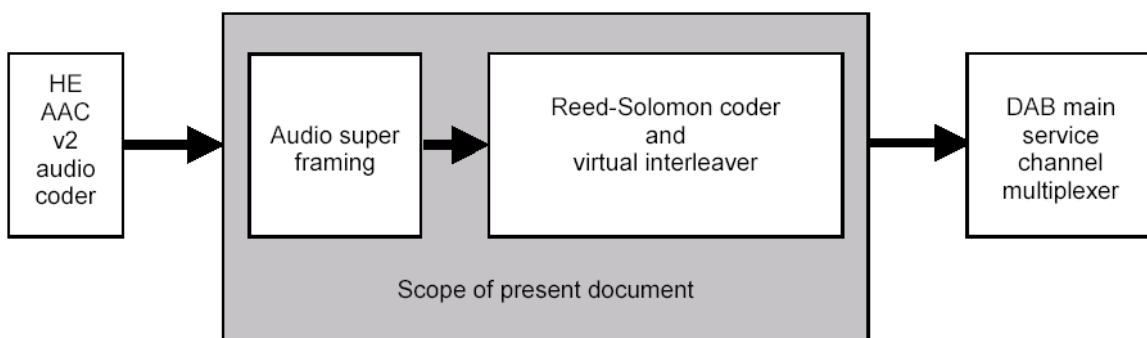 HE
AAC
v2
audio
coder
Audio super
framing
Reed-Solomon coder
and
virtual interleaver
DAB main
service
channel
multiplexer
Scope of present document